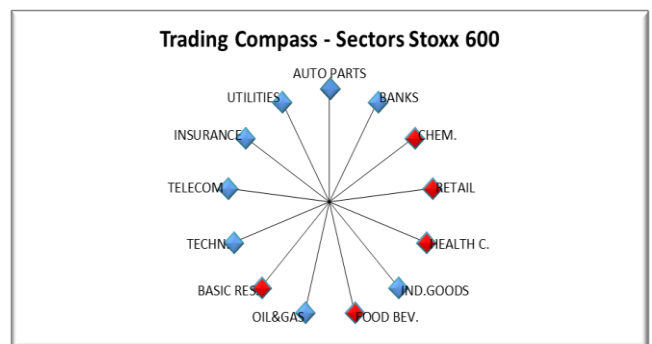 Trading Compass - Sectors Stoxx 600
AUTO PARTS
UTILITIES
BANKS
INSURANCE
CHEM.
TELECOM
RETAIL
TECHN.
HEALTH C.
BASIC RES.
IND.GOODS
OIL&GAS
FOOD BEV.